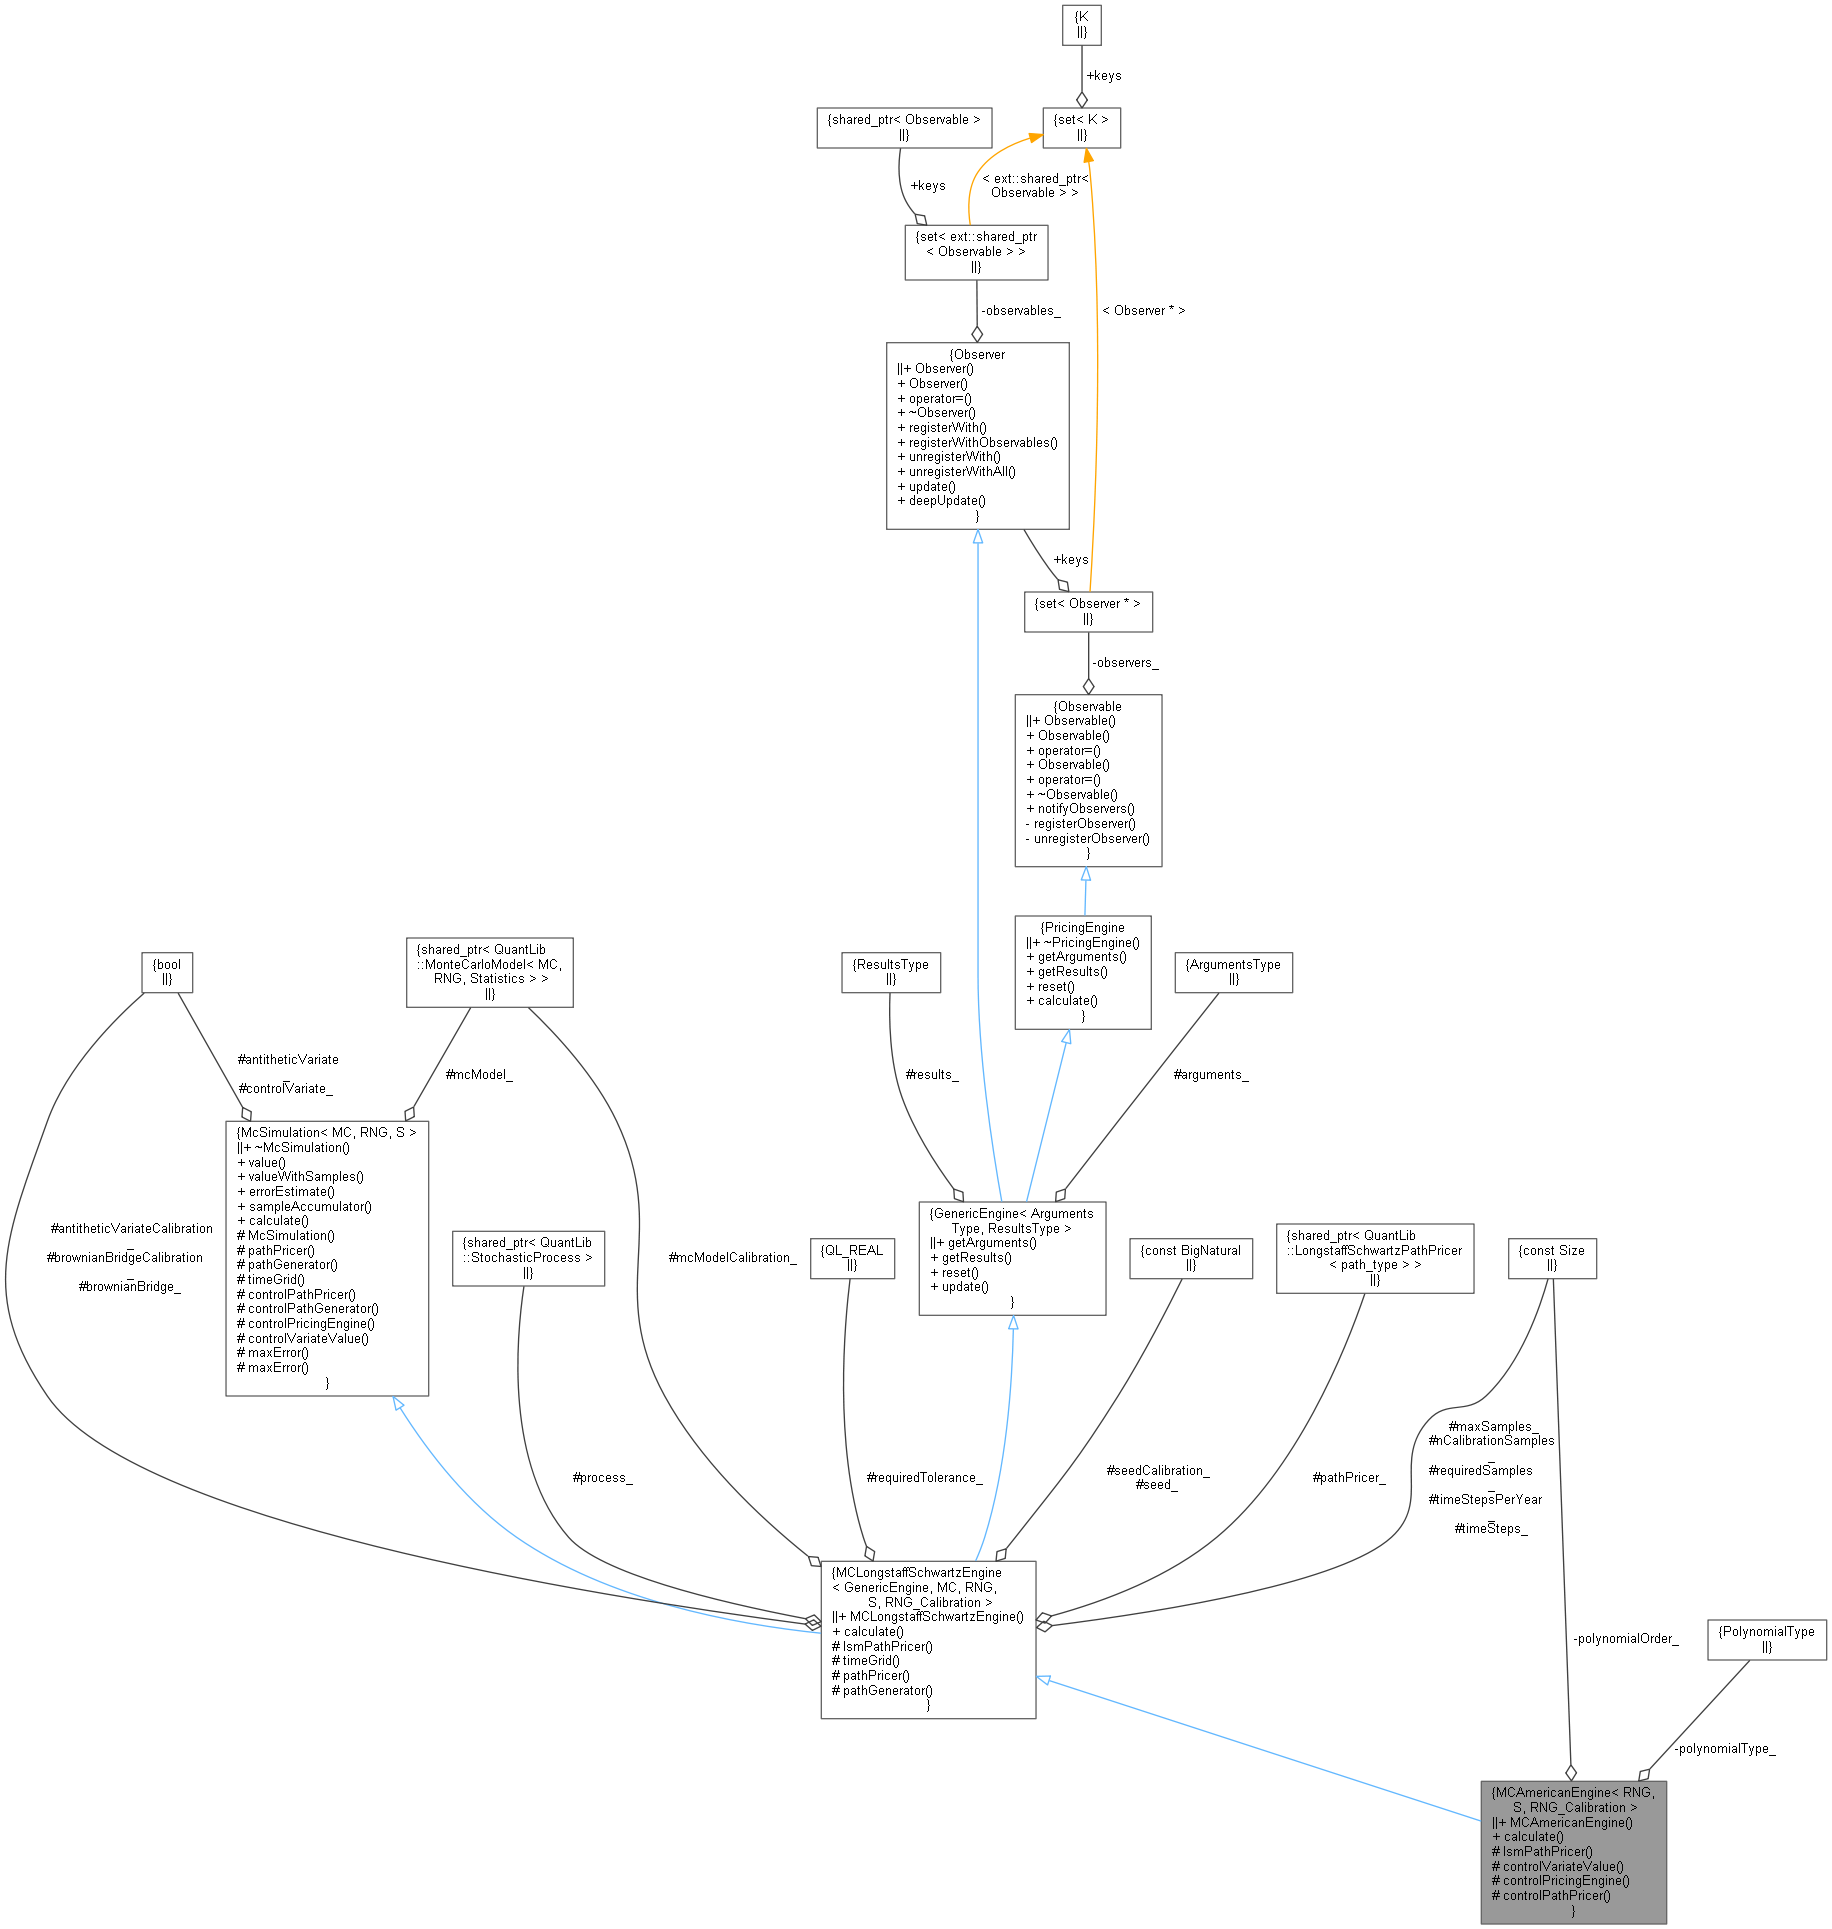 {K
||}
+keys
{shared_ptr< Observable >
||}
{set< K >
||}
+keys
< ext::shared_ptr<
Observable > >
{set< ext::shared_ptr
< Observable > >
||}
-observables_
< Observer * >
{Observer
||+ Observer()
+ Observer()
+ operator=()
+ ~Observer()
+ registerWith()
+ registerWithObservables()
+ unregisterWith()
+ unregisterWithAll()
+ update()
+ deepUpdate()
}
+keys
{set< Observer * >
||}
-observers_
{Observable
||+ Observable()
+ Observable()
+ operator=()
+ Observable()
+ operator=()
+ ~Observable()
+ notifyObservers()
- registerObserver()
- unregisterObserver()
}
{PricingEngine
||+ ~PricingEngine()
+ getArguments()
+ getResults()
+ reset()
+ calculate()
}
{bool
||}
{shared_ptr< QuantLib
::MonteCarloModel< MC,
RNG, Statistics > >
||}
{ResultsType
||}
{ArgumentsType
||}
#antitheticVariate
_
#controlVariate_
#mcModel_
#results_
#arguments_
{McSimulation< MC, RNG, S >
||+ ~McSimulation()
+ value()
+ valueWithSamples()
+ errorEstimate()
+ sampleAccumulator()
+ calculate()
# McSimulation()
# pathPricer()
# pathGenerator()
# timeGrid()
# controlPathPricer()
# controlPathGenerator()
# controlPricingEngine()
# controlVariateValue()
# maxError()
# maxError()
}
#antitheticVariateCalibration
_
#brownianBridgeCalibration
_
#brownianBridge_
{shared_ptr< QuantLib
::StochasticProcess >
||}
#mcModelCalibration_
{QL_REAL
||}
{GenericEngine< Arguments
Type, ResultsType >
||+ getArguments()
+ getResults()
+ reset()
+ update()
}
{const BigNatural
||}
{shared_ptr< QuantLib
::LongstaffSchwartzPathPricer
< path_type > >
||}
{const Size
||}
#process_
#requiredTolerance_
#seedCalibration_
#seed_
#pathPricer_
#maxSamples_
#nCalibrationSamples
_
#requiredSamples
_
#timeStepsPerYear
_
#timeSteps_
{MCLongstaffSchwartzEngine
< GenericEngine, MC, RNG,
S, RNG_Calibration >
||+ MCLongstaffSchwartzEngine()
+ calculate()
# lsmPathPricer()
# timeGrid()
# pathPricer()
# pathGenerator()
}
-polynomialOrder_
{PolynomialType
||}
-polynomialType_
{MCAmericanEngine< RNG,
S, RNG_Calibration >
||+ MCAmericanEngine()
+ calculate()
# lsmPathPricer()
# controlVariateValue()
# controlPricingEngine()
# controlPathPricer()
}